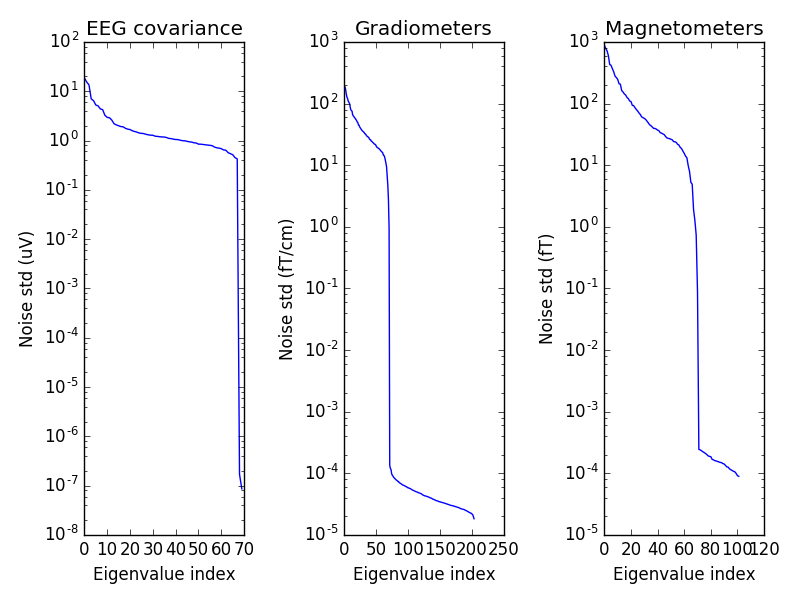 EEG covariance
Noise std (uV)
10^2
10^1
10^0
10^-1
10^-2
10^-3
10^-4
10^-5
10^-6
10^-7
10^-8
0 10 20 30 40 50 60 70
Eigenvalue index
Gradiometers
Noise std (fT/cm)
10^3
10^2
10^1
10^0
10^-1
10^-2
10^-3
10^-4
10^-5
0 50 100 150 200 250
Eigenvalue index
Magnetometers
Noise std (fT)
10^3
10^2
10^1
10^0
10^-1
10^-2
10^-3
10^-4
10^-5
0 20 40 60 80 100 120
Eigenvalue index